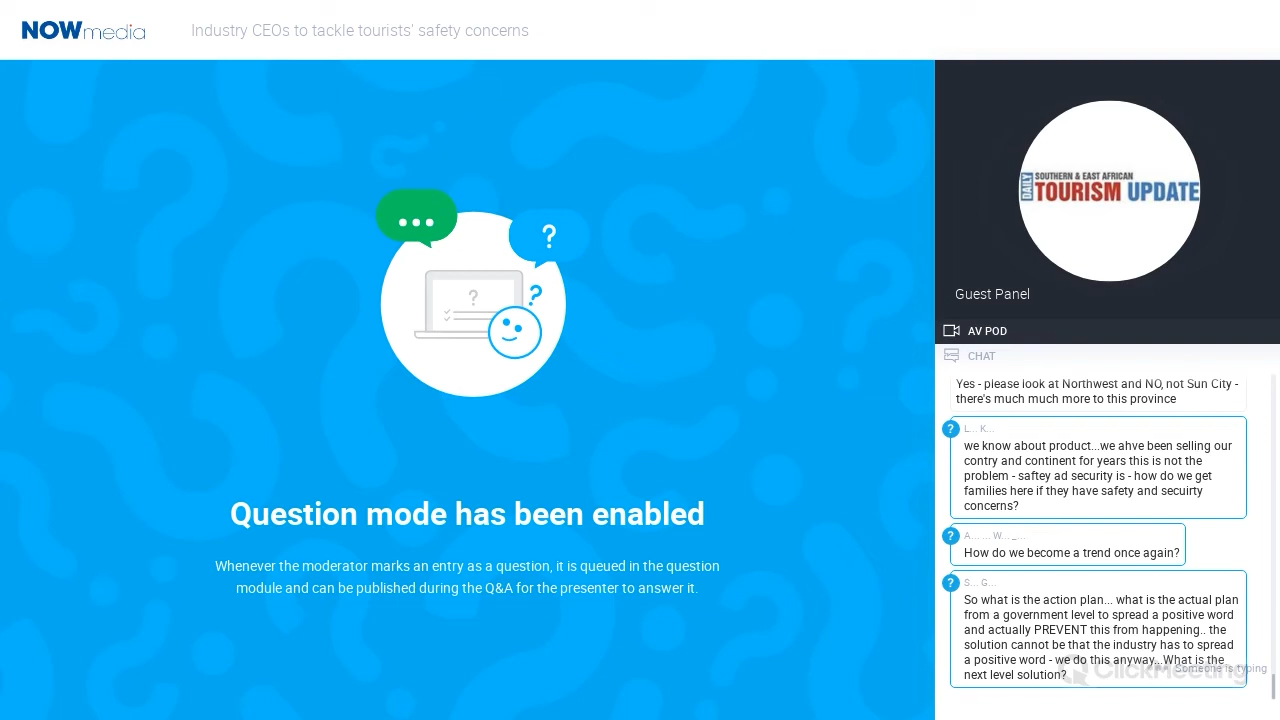 NOWmedia
Industry CEOs to tackle tourists' safety concerns
?
?
?
Question mode has been enabled
Whenever the moderator marks an entry as a question, it is queued in the question
module and can be published during the Q&A for the presenter to answer it.
DAILY
SOUTHERN & EAST AFRICAN
TOURISM UPDATE
Guest Panel
AV POD
CHAT
Yes - please look at Northwest and NO, not Sun City -
there's much much more to this province
?
L... K...
we know about product...we ahve been selling our
contry and continent for years this is not the
problem - saftey ad security is - how do we get
families here if they have safety and secuirty
concerns?
?
A... ... W... _...
How do we become a trend once again?
?
S... G...
So what is the action plan... what is the actual plan
from a government level to spread a positive word
and actually PREVENT this from happening.. the
solution cannot be that the industry has to spread
a positive word - we do this anyway...What is the
next level solution?
Someone is typing
ClickMeeting